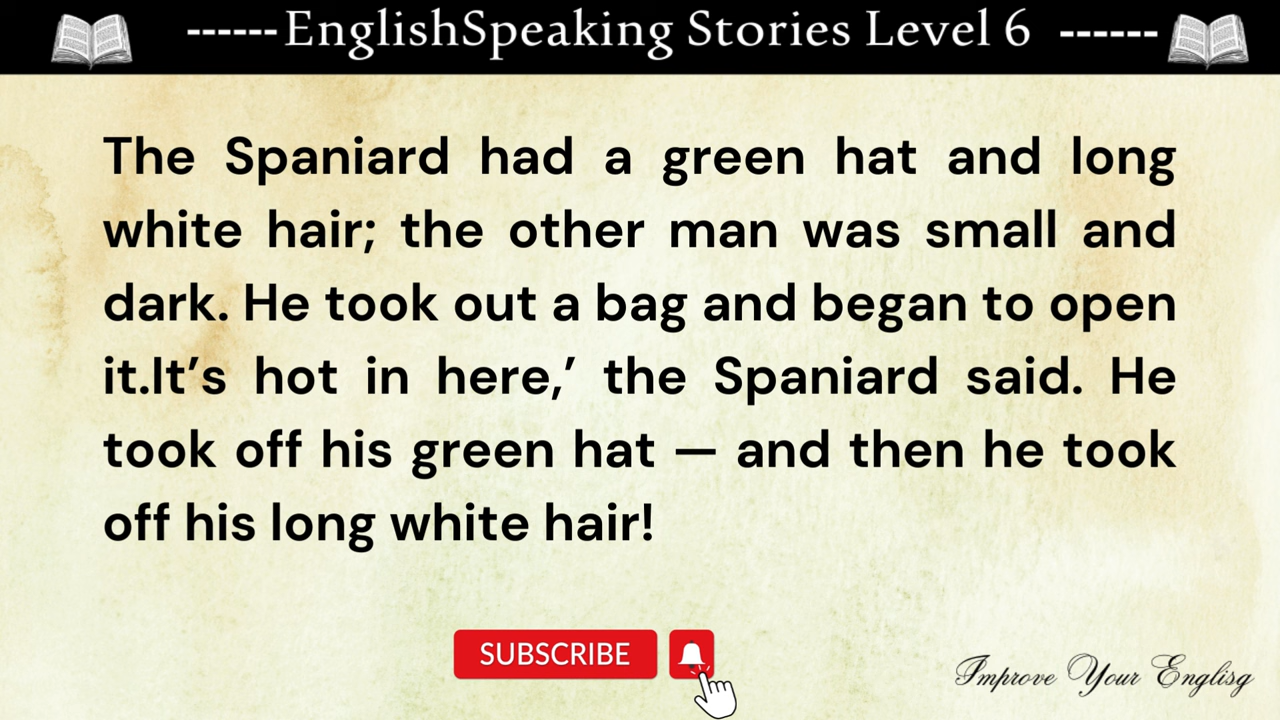 ------EnglishSpeaking Stories Level 6 ------
The Spaniard had a green hat and long
white hair; the other man was small and
dark. He took out a bag and began to open
it.It’s hot in here,’ the Spaniard said. He
took off his green hat — and then he took
off his long white hair!
SUBSCRIBE
Improve Your Englisg